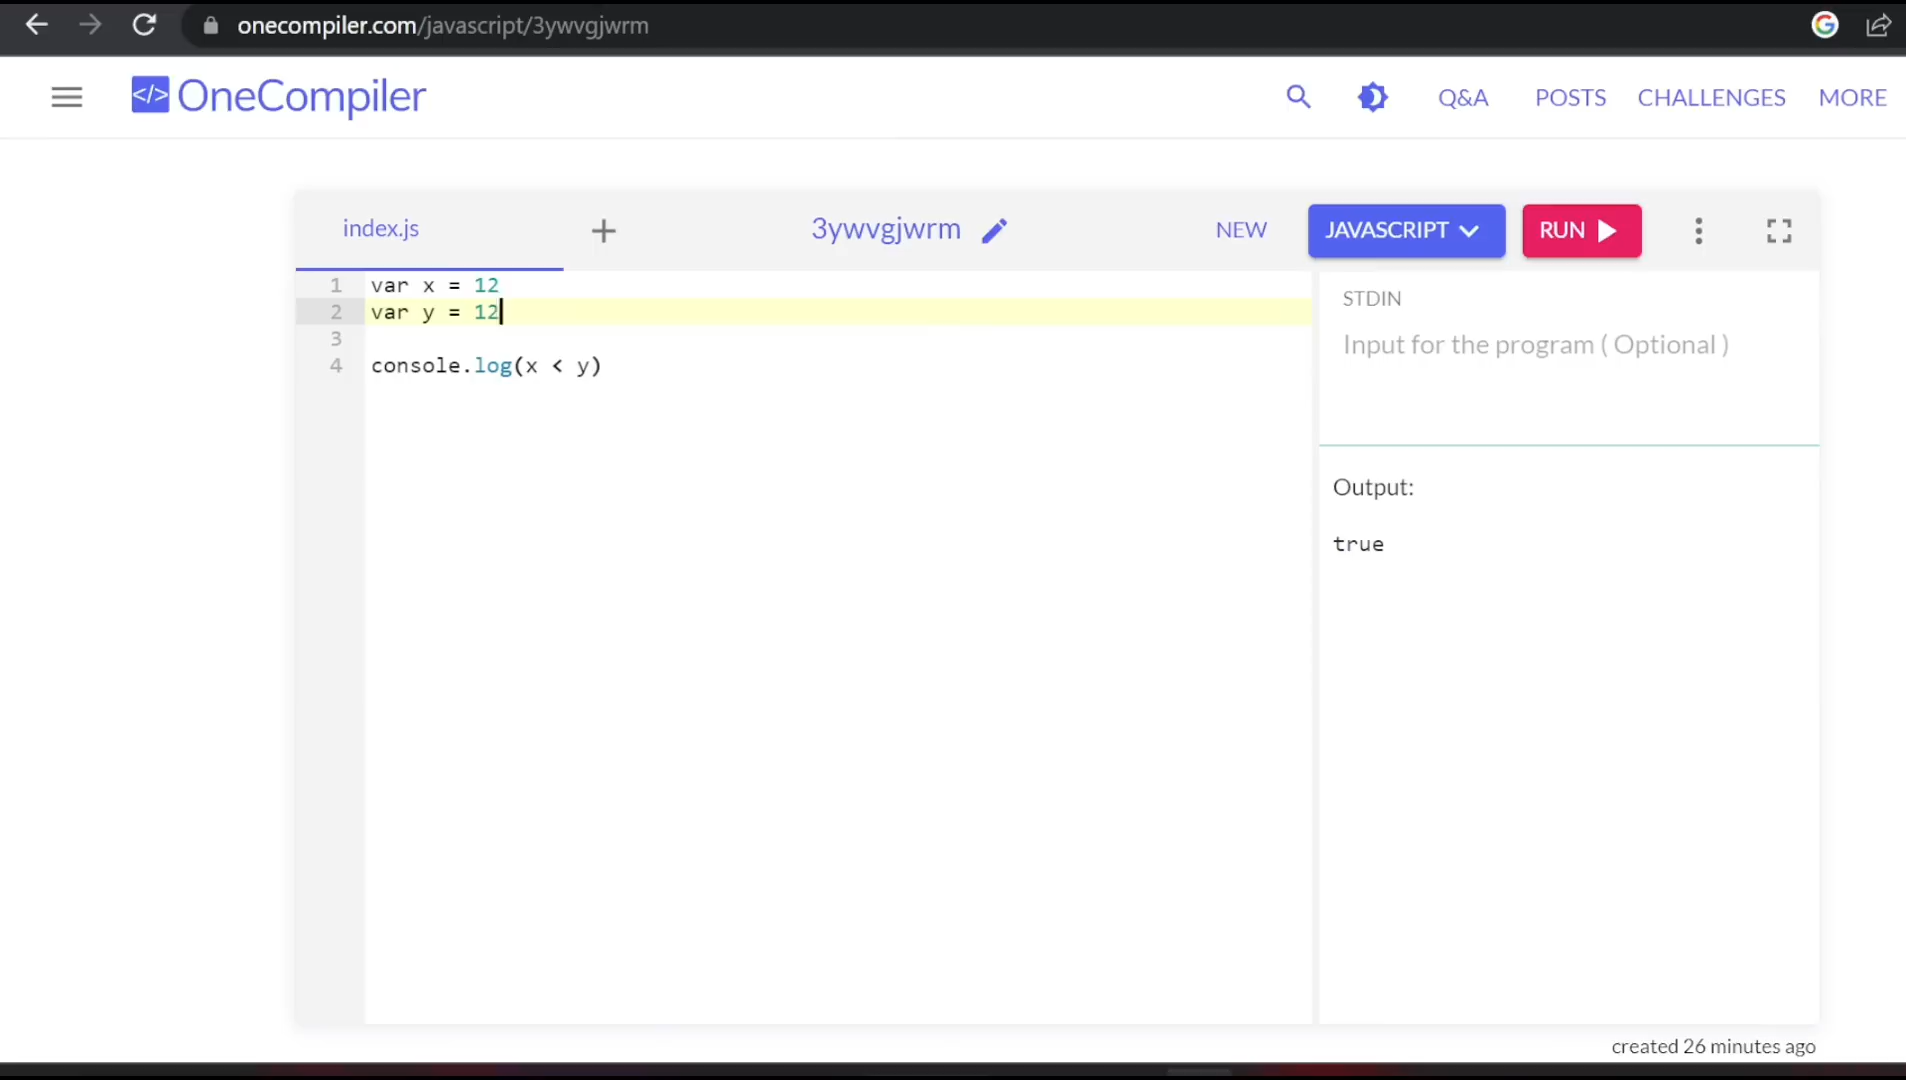 onecompiler.com/javascript/3ywvgjwrm
</> OneCompiler
Q&A POSTS CHALLENGES MORE
index.js + 3ywvgjwrm NEW JAVASCRIPT RUN
1 var x = 12
2 var y = 12
3
4 console.log(x < y)
STDIN
Input for the program ( Optional )
Output:
true
created 26 minutes ago